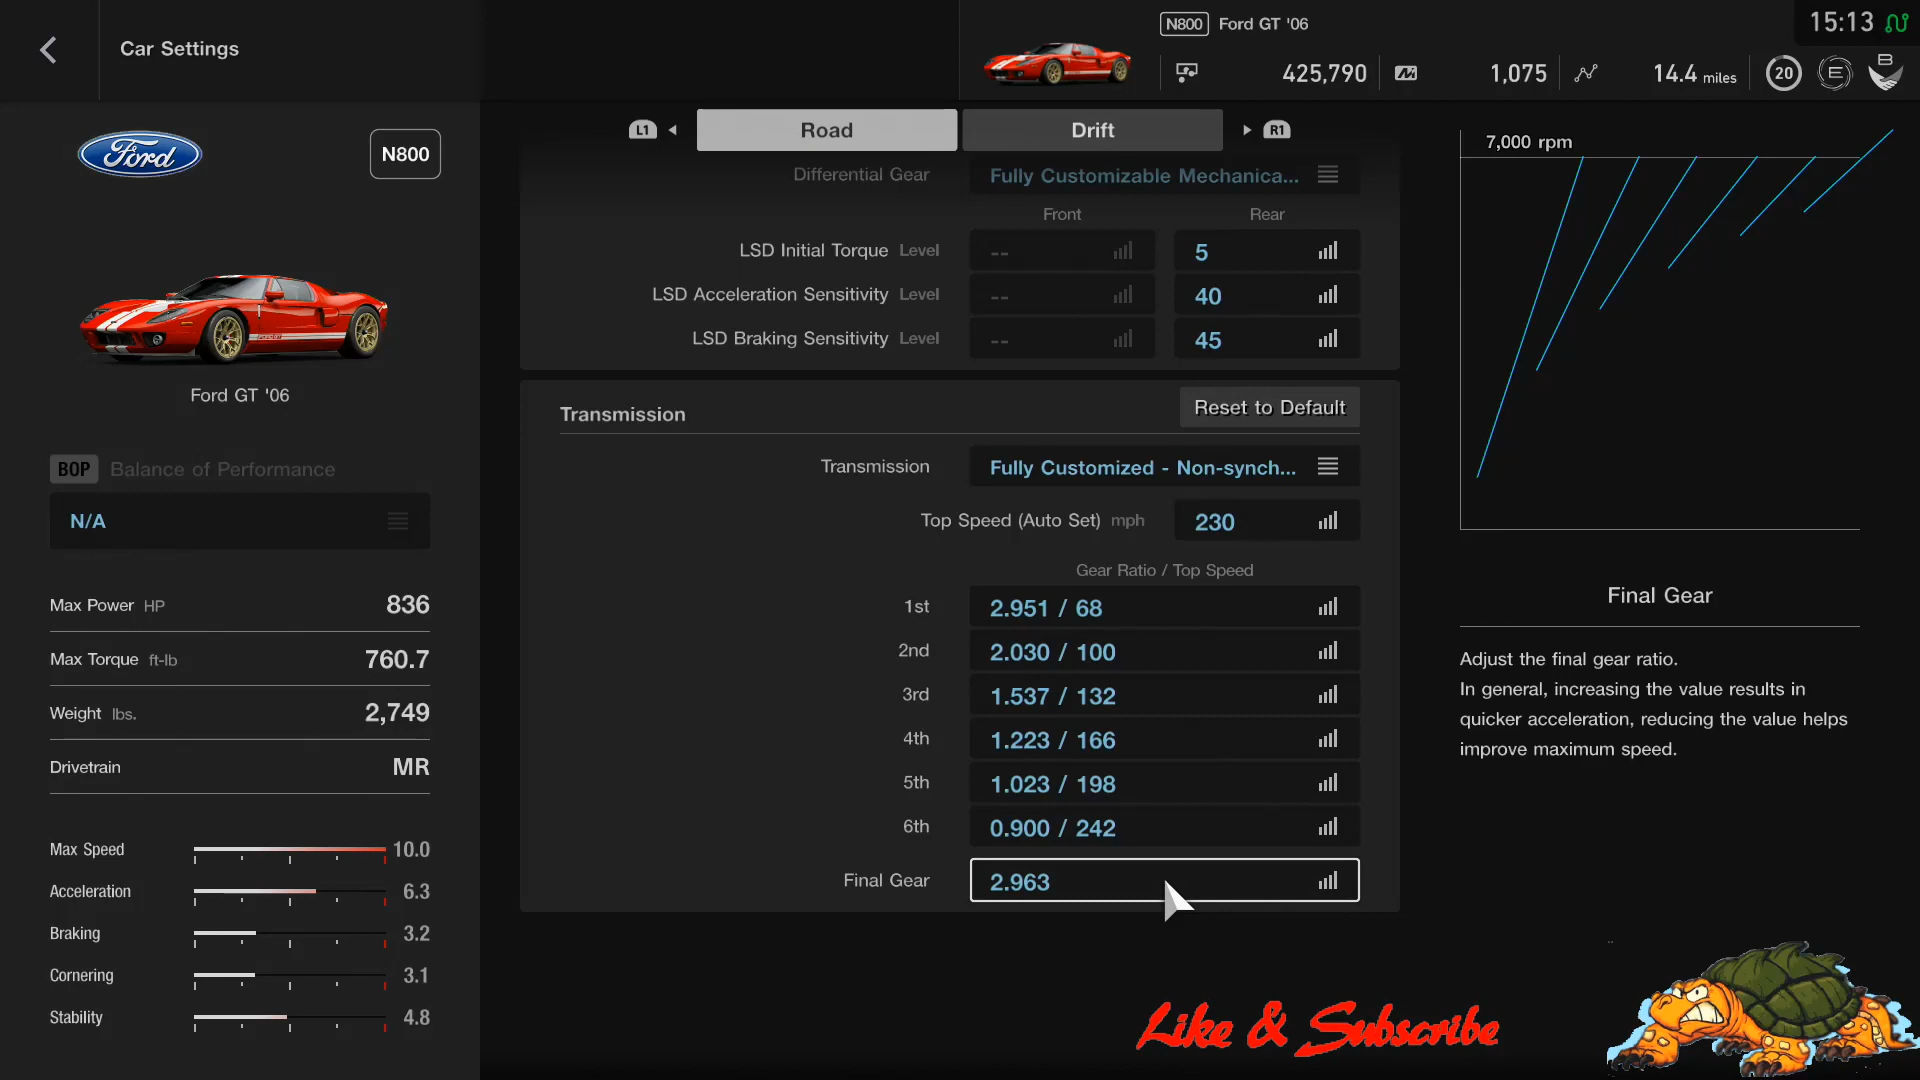 Car Settings
N800 Ford GT '06
15:13
425,790
1,075
14.4 miles
20
E
B
Ford
N800
Ford GT '06
BOP Balance of Performance
N/A
Max Power HP 836
Max Torque ft-lb 760.7
Weight lbs. 2,749
Drivetrain MR
Max Speed 10.0
Acceleration 6.3
Braking 3.2
Cornering 3.1
Stability 4.8
L1 Road Drift R1
Differential Gear Fully Customizable Mechanica...
Front Rear
LSD Initial Torque Level -- 5
LSD Acceleration Sensitivity Level -- 40
LSD Braking Sensitivity Level -- 45
Transmission Reset to Default
Transmission Fully Customized - Non-synch...
Top Speed (Auto Set) mph 230
Gear Ratio / Top Speed
1st 2.951 / 68
2nd 2.030 / 100
3rd 1.537 / 132
4th 1.223 / 166
5th 1.023 / 198
6th 0.900 / 242
Final Gear 2.963
7,000 rpm
Final Gear
Adjust the final gear ratio.
In general, increasing the value results in
quicker acceleration, reducing the value helps
improve maximum speed.
Like & Subscribe